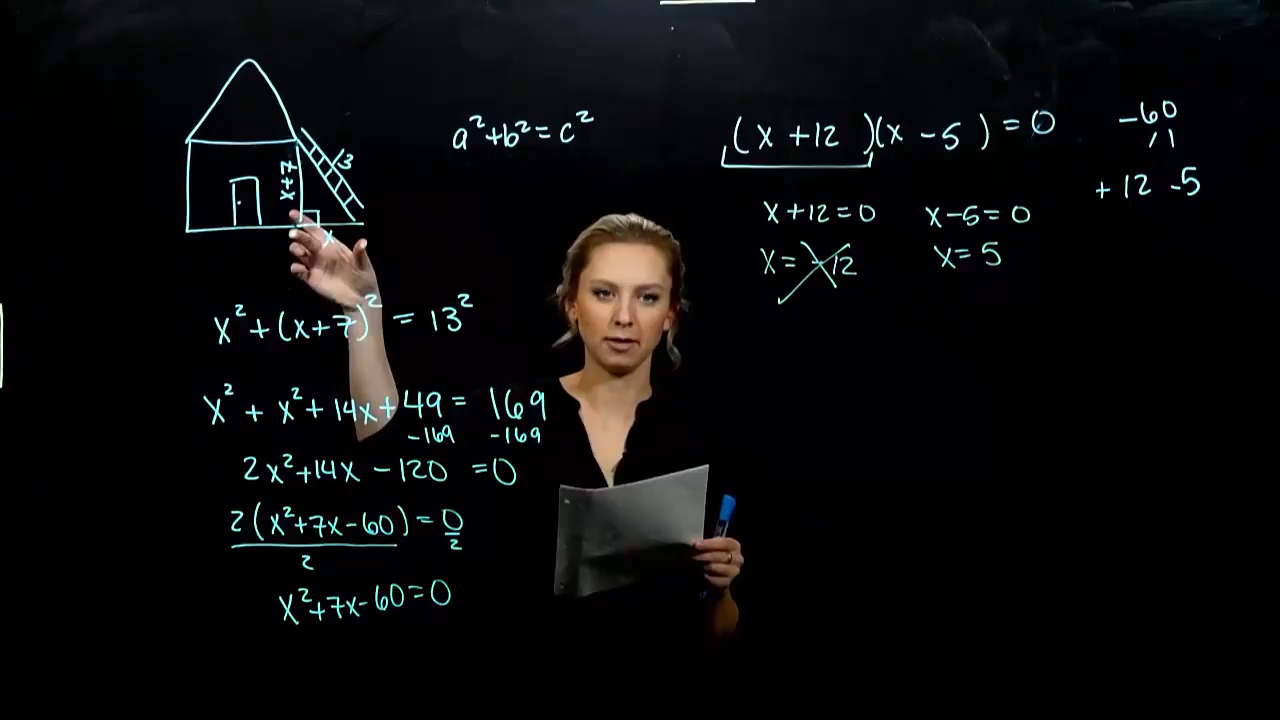 a²+b²=c²
x+7
13
x
x²+(x+7)² = 13²
x² + x² + 14x + 49 = 169
-169 -169
2x²+14x -120 =0
2(x²+7x-60) = 0
2 2
x²+7x-60=0
(x +12 )(x -5 ) = 0
x+12=0 x-5=0
x= -12 x= 5
-60
+12 -5